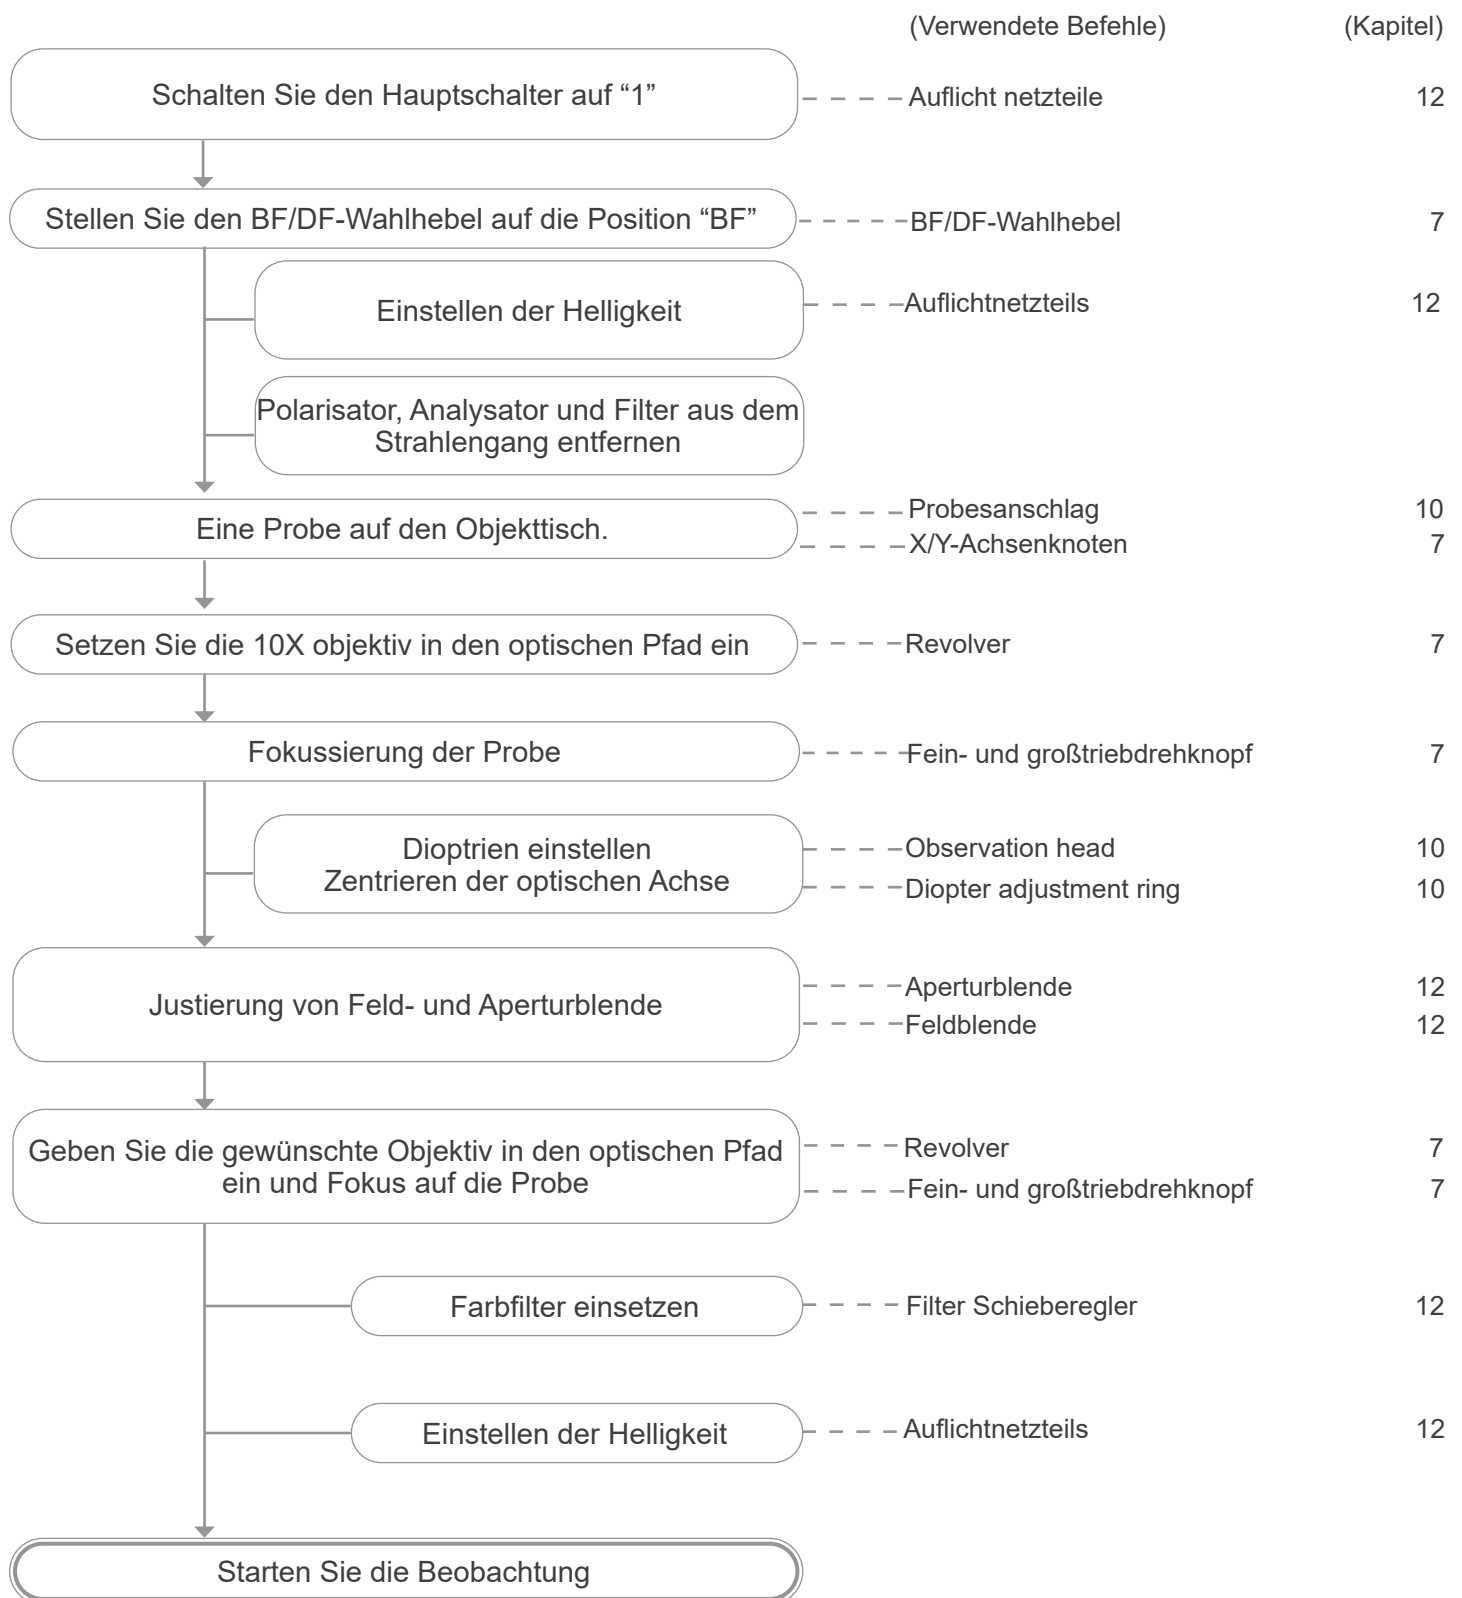 (Verwendete Befehle) (Kapitel)
Schalten Sie den Hauptschalter auf “1” Auflicht netzteile 12
Stellen Sie den BF/DF-Wahlhebel auf die Position “BF” BF/DF-Wahlhebel 7
Einstellen der Helligkeit Auflichtnetzteils 12
Polarisator, Analysator und Filter aus dem
Strahlengang entfernen
Eine Probe auf den Objekttisch. Probesanschlag 10
X/Y-Achsenknoten 7
Setzen Sie die 10X objektiv in den optischen Pfad ein Revolver 7
Fokussierung der Probe Fein- und großtriebdrehknopf 7
Dioptrien einstellen Observation head 10
Zentrieren der optischen Achse Diopter adjustment ring 10
Justierung von Feld- und Aperturblende Aperturblende 12
Feldblende 12
Geben Sie die gewünschte Objektiv in den optischen Pfad Revolver 7
ein und Fokus auf die Probe Fein- und großtriebdrehknopf 7
Farbfilter einsetzen Filter Schieberegler 12
Einstellen der Helligkeit Auflichtnetzteils 12
Starten Sie die Beobachtung